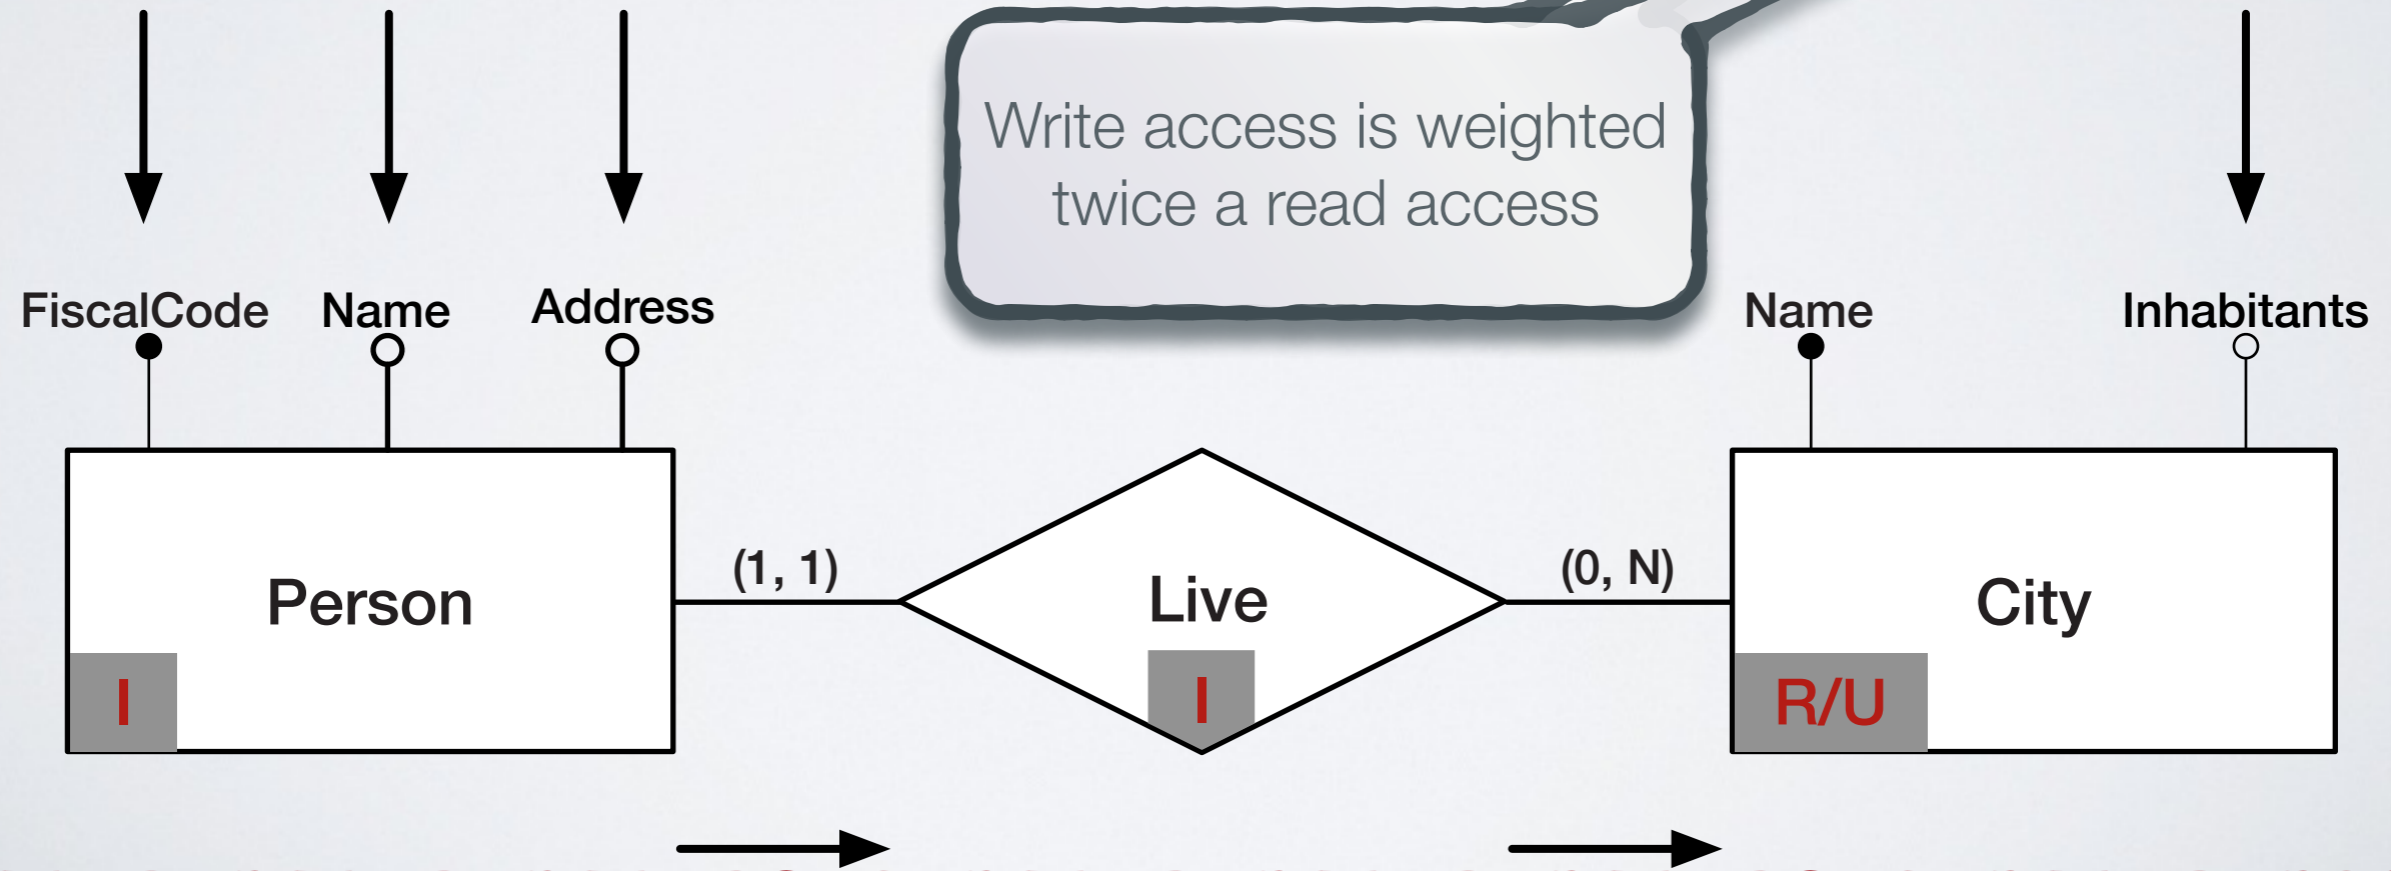 Write access is weighted
twice a read access
FiscalCode Name Address Name Inhabitants
(1, 1) (0, N)
Person Live City
I I R/U